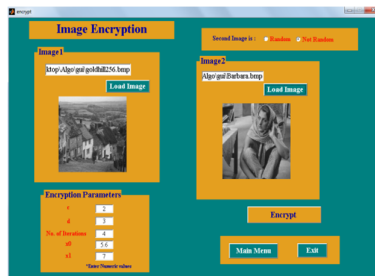 encrypt
Image Encryption
Second Image is :
Random
Not Random
Image1
ktop\Algo\gui\goldhill256.bmp
Load Image
Image2
Algo\gui\Barbara.bmp
Load Image
Encryption Parameters
2
d
3
No. of Iterations
4
5.6
7
*Enter Numeric values
Encrypt
Main Menu
Exit